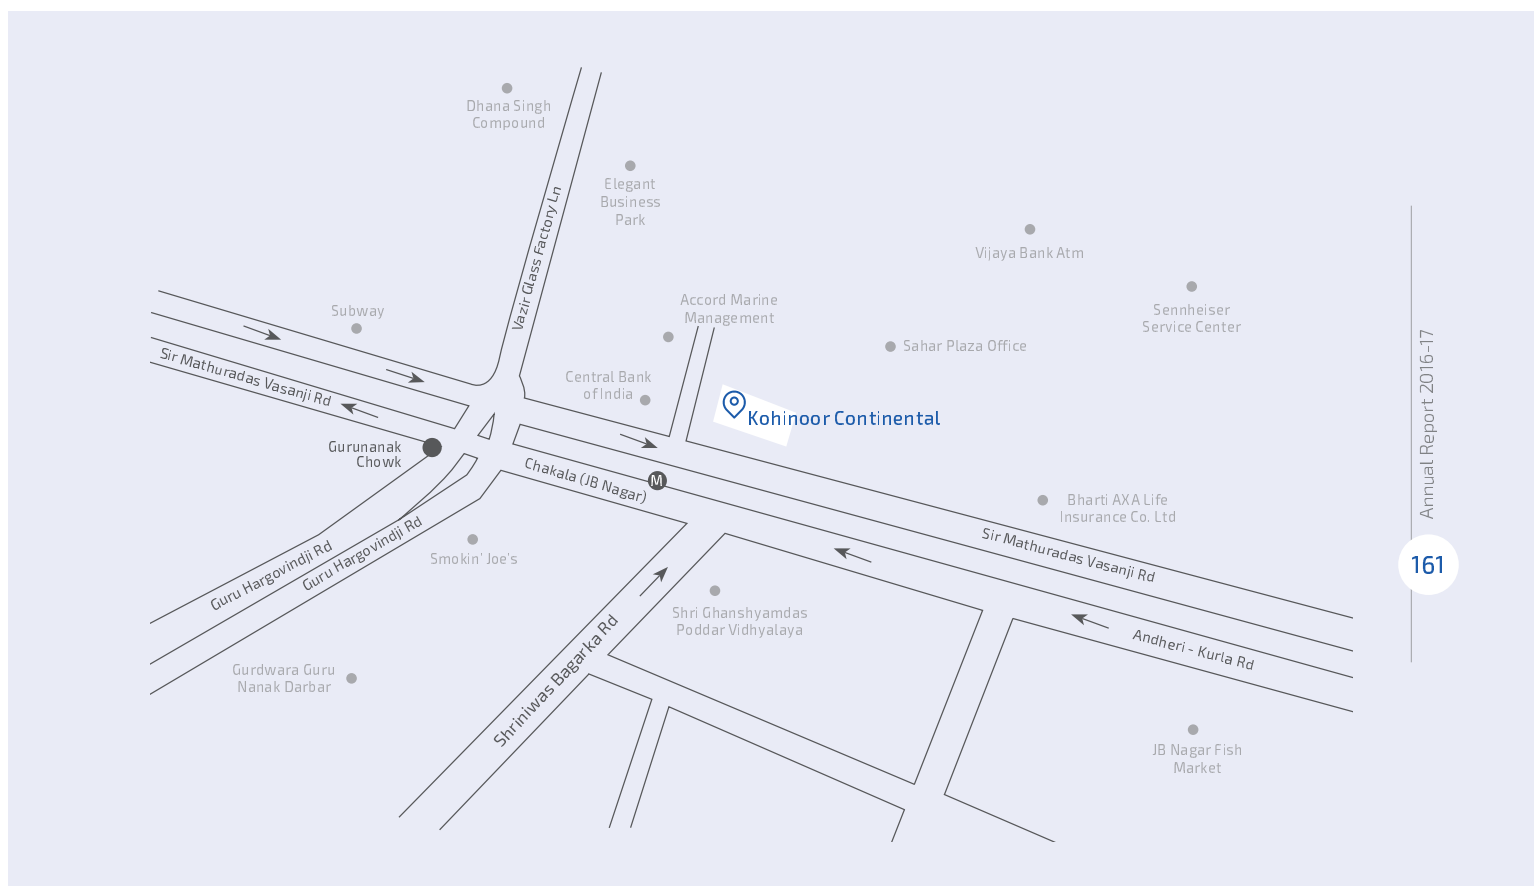 Dhana Singh
Compound
Elegant
Business
Park
Vazir Glass Factory Ln
Vijaya Bank Atm
Sennheiser
Service Center
Subway
Accord Marine
Management
Sahar Plaza Office
Sir Mathuradas Vasanji Rd
Central Bank
of India
Kohinoor Continental
Gurunanak
Chowk
Chakala (JB Nagar)
M
Bharti AXA Life
Insurance Co. Ltd
Sir Mathuradas Vasanji Rd
Guru Hargovindji Rd
Guru Hargovindji Rd
Smokin' Joe's
Shri Ghanshyamdas
Poddar Vidhyalaya
Andheri - Kurla Rd
Shriniwas Bagarka Rd
Gurdwara Guru
Nanak Darbar
JB Nagar Fish
Market
Annual Report 2016-17
161